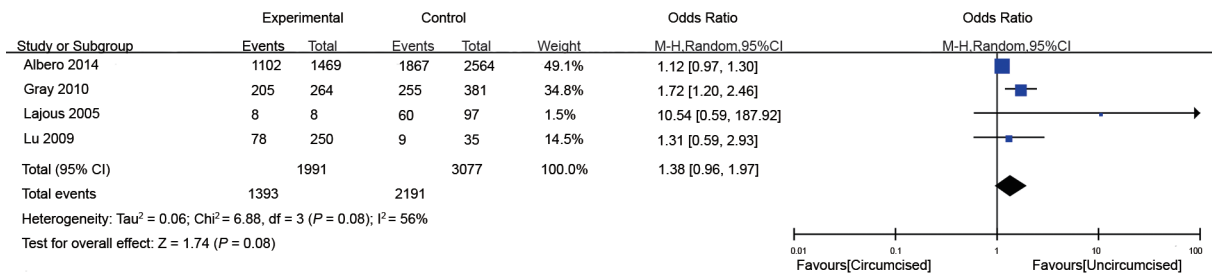 Experimental Control Odds Ratio Odds Ratio
Study or Subgroup Events Total Events Total Weight M-H,Random,95%CI M-H,Random,95%CI
Albero 2014 1102 1469 1867 2564 49.1% 1.12 [0.97, 1.30]
Gray 2010 205 264 255 381 34.8% 1.72 [1.20, 2.46]
Lajous 2005 8 8 60 97 1.5% 10.54 [0.59, 187.92]
Lu 2009 78 250 9 35 14.5% 1.31 [0.59, 2.93]
Total (95% CI) 1991 3077 100.0% 1.38 [0.96, 1.97]
Total events 1393 2191
Heterogeneity: Tau² = 0.06; Chi² = 6.88, df = 3 (P = 0.08); I² = 56%
Test for overall effect: Z = 1.74 (P = 0.08)
0.01 0.1 1 10 100
Favours[Circumcised] Favours[Uncircumcised]